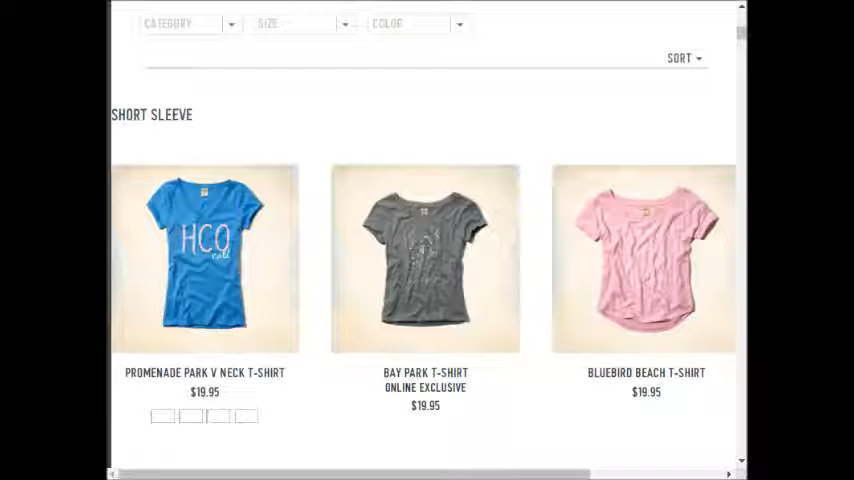 CATEGORY SIZE COLOR
SORT
SHORT SLEEVE
HCO
cali
PROMENADE PARK V NECK T-SHIRT
$19.95
BAY PARK T-SHIRT
ONLINE EXCLUSIVE
$19.95
BLUEBIRD BEACH T-SHIRT
$19.95